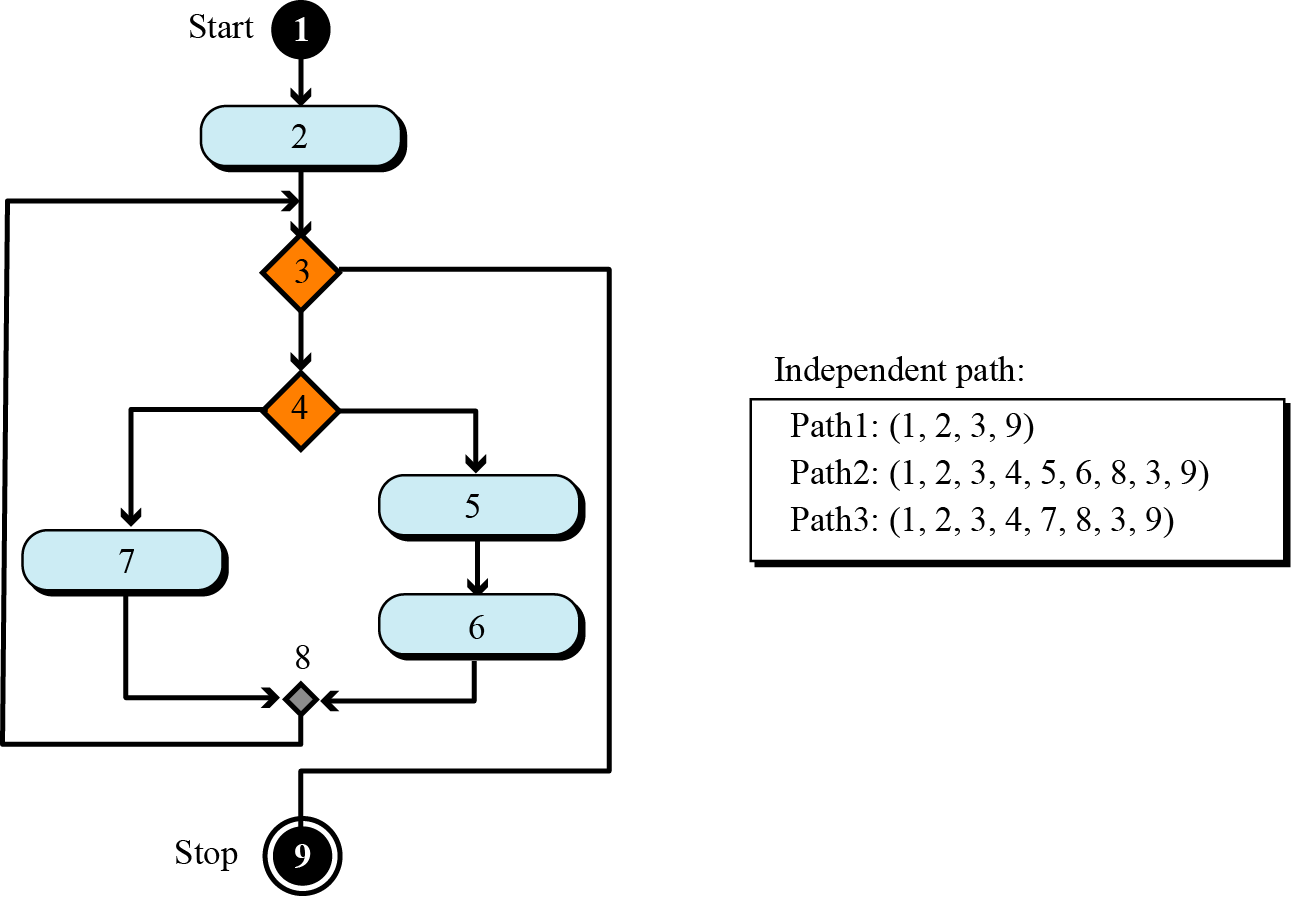 Start 1
2
3
4
5
7
6
8
Stop 9
Independent path:
Path1: (1, 2, 3, 9)
Path2: (1, 2, 3, 4, 5, 6, 8, 3, 9)
Path3: (1, 2, 3, 4, 7, 8, 3, 9)